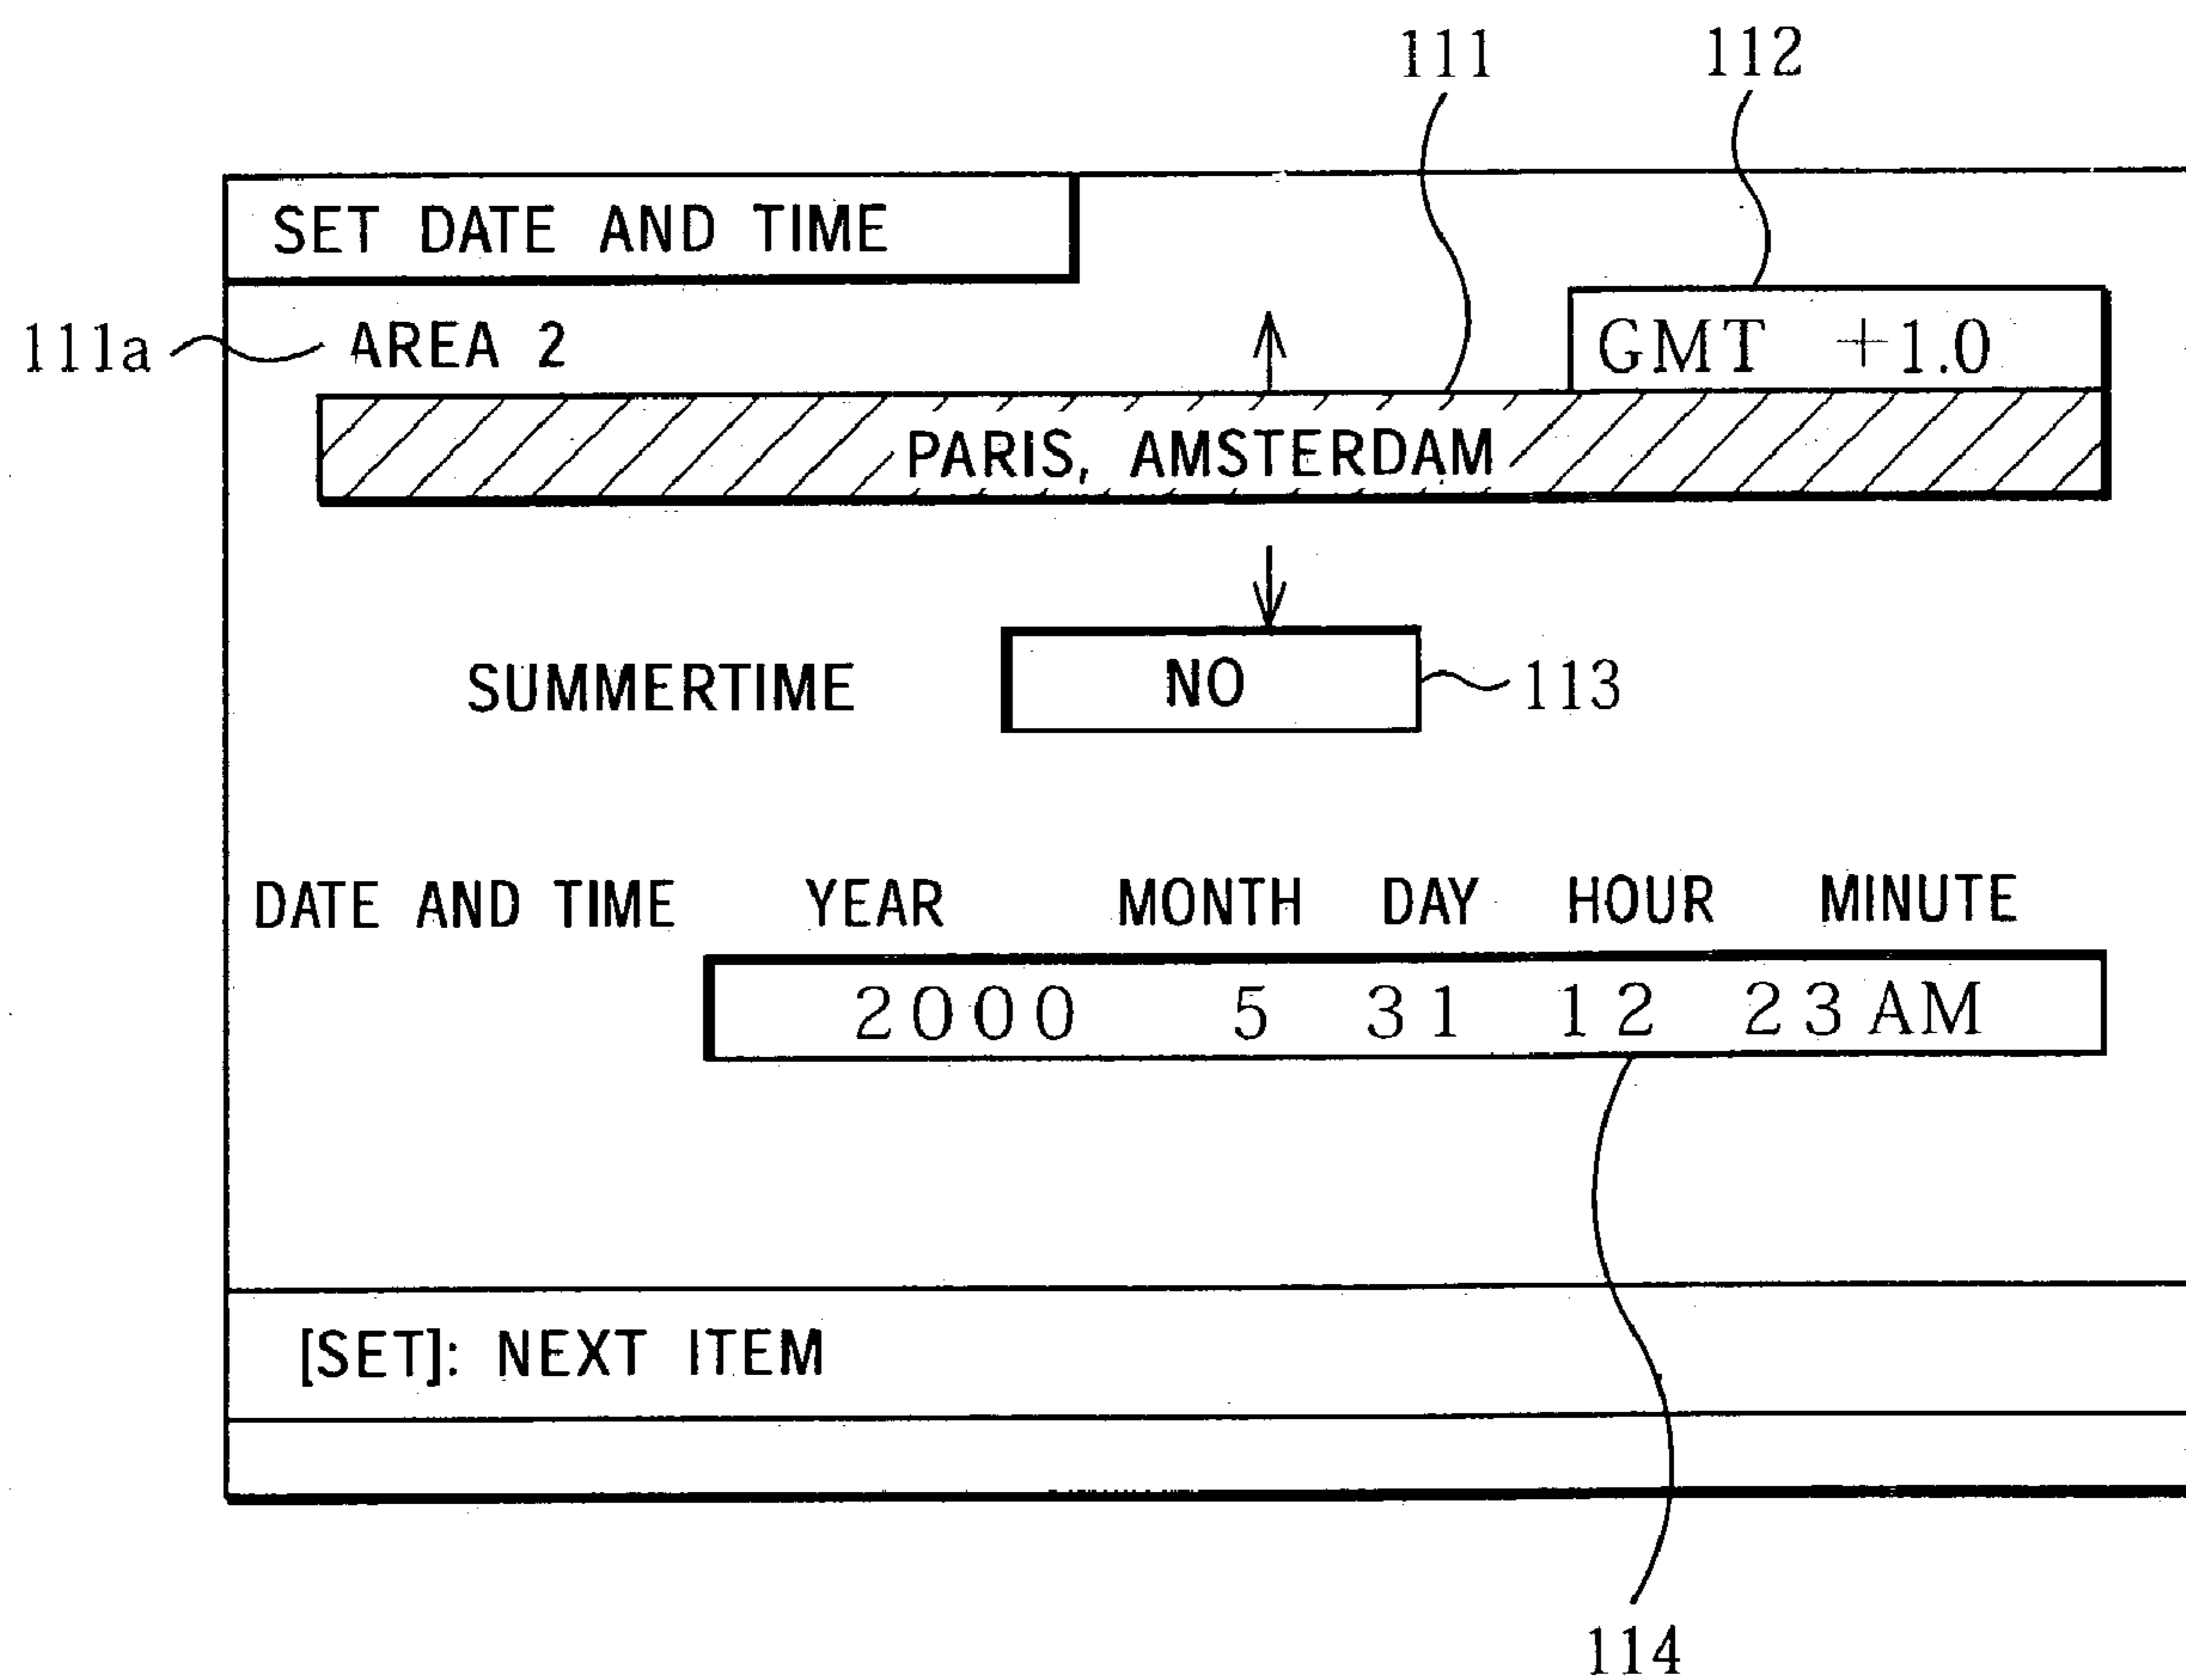 111 112
SET DATE AND TIME
111a AREA 2 GMT +1.0
PARIS, AMSTERDAM
SUMMERTIME NO 113
DATE AND TIME YEAR MONTH DAY HOUR MINUTE
2000 5 31 12 23 AM
[SET]: NEXT ITEM
114